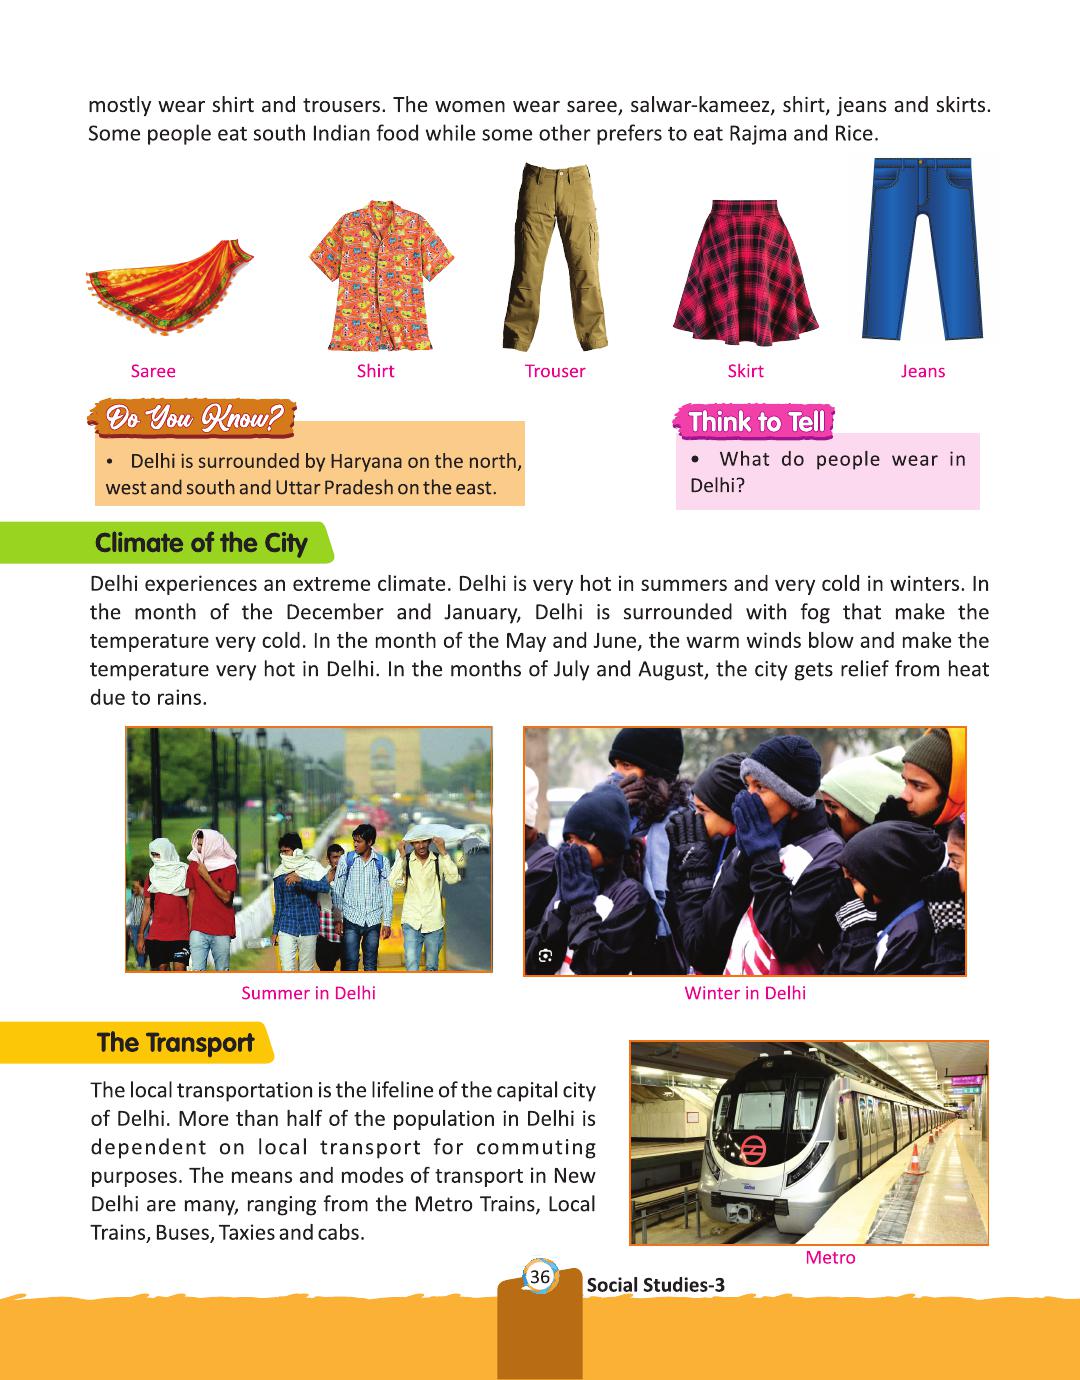 mostly wear shirt and trousers. The women wear saree, salwar-kameez, shirt, jeans and skirts.
Some people eat south Indian food while some other prefers to eat Rajma and Rice.
Saree
Shirt
Trouser
Skirt
Jeans
Do You Know?
• Delhi is surrounded by Haryana on the north,
west and south and Uttar Pradesh on the east.
Think to Tell
• What do people wear in
Delhi?
Climate of the City
Delhi experiences an extreme climate. Delhi is very hot in summers and very cold in winters. In
the month of the December and January, Delhi is surrounded with fog that make the
temperature very cold. In the month of the May and June, the warm winds blow and make the
temperature very hot in Delhi. In the months of July and August, the city gets relief from heat
due to rains.
Summer in Delhi
Winter in Delhi
The Transport
The local transportation is the lifeline of the capital city
of Delhi. More than half of the population in Delhi is
dependent on local transport for commuting
purposes. The means and modes of transport in New
Delhi are many, ranging from the Metro Trains, Local
Trains, Buses, Taxies and cabs.
Metro
36
Social Studies-3